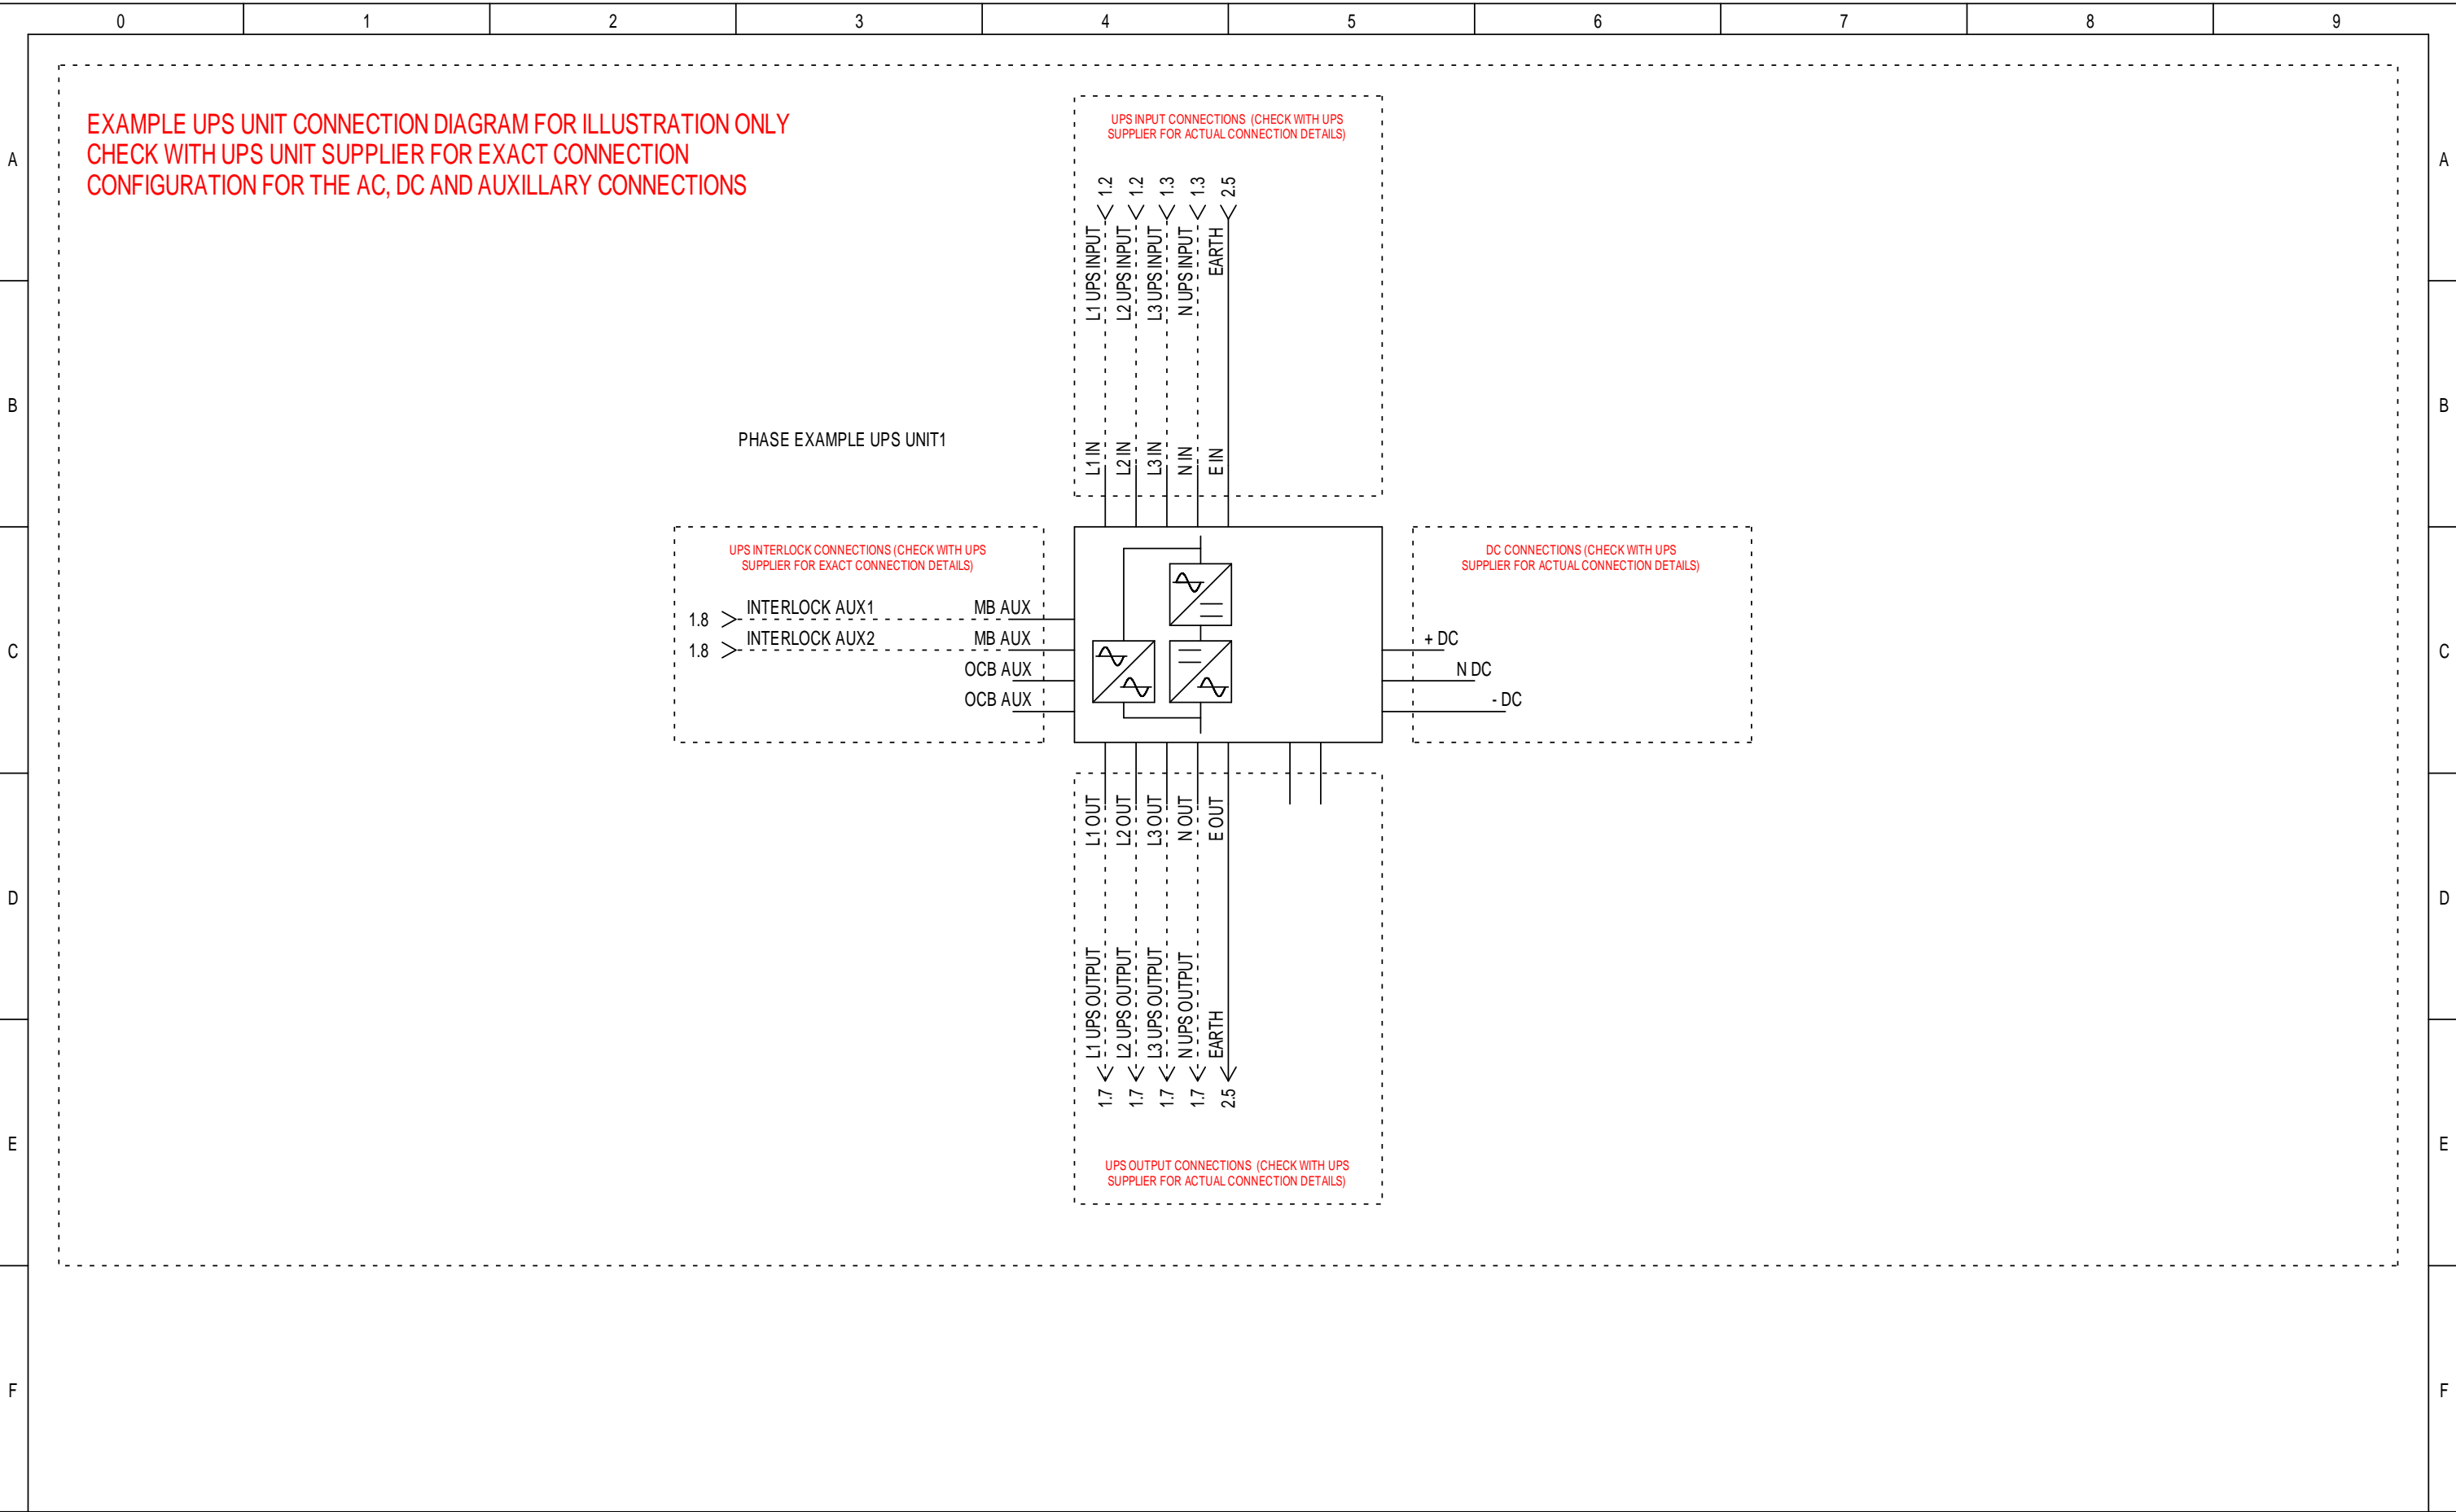 0 1 2 3 4 5 6 7 8 9
A
A
EXAMPLE UPS UNIT CONNECTION DIAGRAM FOR ILLUSTRATION ONLY
CHECK WITH UPS UNIT SUPPLIER FOR EXACT CONNECTION
CONFIGURATION FOR THE AC, DC AND AUXILLARY CONNECTIONS
UPS INPUT CONNECTIONS (CHECK WITH UPS
SUPPLIER FOR ACTUAL CONNECTION DETAILS)
1.2 1.2 1.3 1.3 2.5
L1 UPS INPUT
L2 UPS INPUT
L3 UPS INPUT
N UPS INPUT
EARTH
B
B
PHASE EXAMPLE UPS UNIT1
L1 IN
L2 IN
L3 IN
N IN
E IN
UPS INTERLOCK CONNECTIONS (CHECK WITH UPS
SUPPLIER FOR EXACT CONNECTION DETAILS)
1.8 INTERLOCK AUX1 MB AUX
1.8 INTERLOCK AUX2 MB AUX
OCB AUX
OCB AUX
DC CONNECTIONS (CHECK WITH UPS
SUPPLIER FOR ACTUAL CONNECTION DETAILS)
+ DC
N DC
- DC
C
C
L1 OUT
L2 OUT
L3 OUT
N OUT
E OUT
D
D
L1 UPS OUTPUT
L2 UPS OUTPUT
L3 UPS OUTPUT
N UPS OUTPUT
EARTH
1.7 1.7 1.7 1.7 2.5
UPS OUTPUT CONNECTIONS (CHECK WITH UPS
SUPPLIER FOR ACTUAL CONNECTION DETAILS)
E
E
F
F